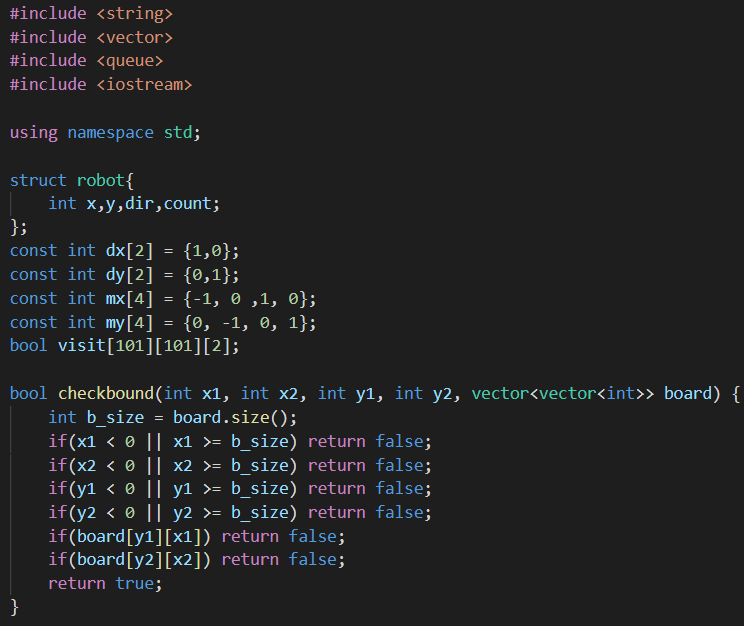 #include <string>
#include <vector>
#include <queue>
#include <iostream>

using namespace std;

struct robot{
    int x,y,dir,count;
};
const int dx[2] = {1,0};
const int dy[2] = {0,1};
const int mx[4] = {-1, 0 ,1, 0};
const int my[4] = {0, -1, 0, 1};
bool visit[101][101][2];

bool checkbound(int x1, int x2, int y1, int y2, vector<vector<int>> board) {
    int b_size = board.size();
    if(x1 < 0 || x1 >= b_size) return false;
    if(x2 < 0 || x2 >= b_size) return false;
    if(y1 < 0 || y1 >= b_size) return false;
    if(y2 < 0 || y2 >= b_size) return false;
    if(board[y1][x1]) return false;
    if(board[y2][x2]) return false;
    return true;
}